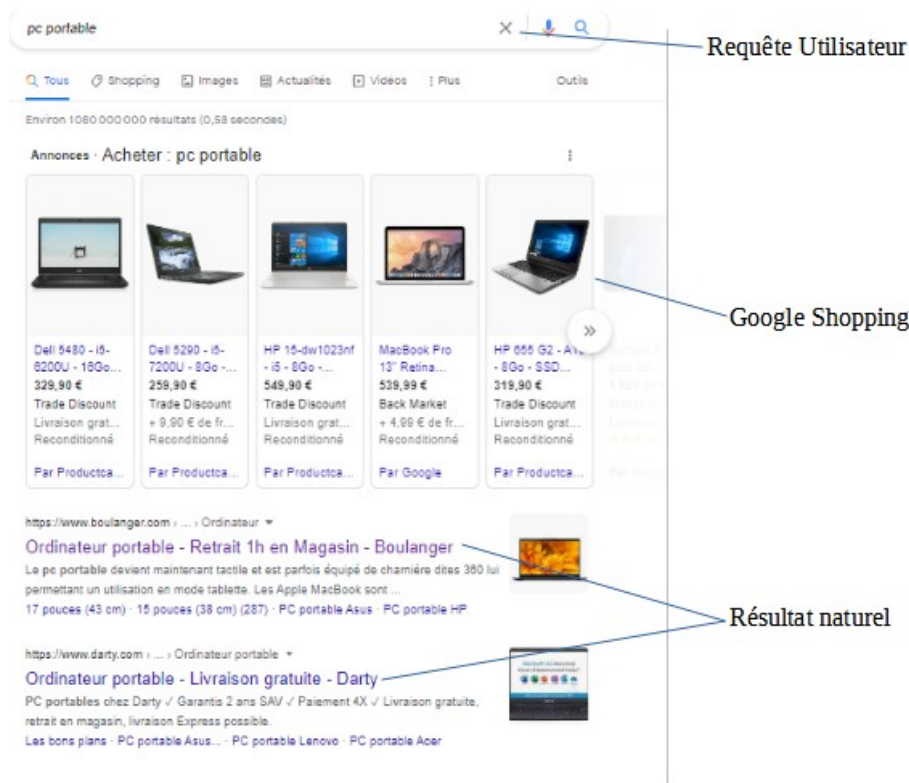 pc portable
Requête Utilisateur
Tous Shopping Images Actualités Vidéos Plus Outils
Environ 1 080 000 000 résultats (0,58 secondes)
Annonces · Acheter : pc portable
Google Shopping
Dell 5480 - i5-
6200U - 16Go...
329,90 €
Trade Discount
Livraison grat...
Reconditionné
Par Productca...
Dell 5290 - i5-
7200U - 8Go -...
259,90 €
Trade Discount
+ 9,90 € de fr...
Reconditionné
Par Productca...
HP 15-dw1023nf
- i5 - 8Go -...
549,90 €
Trade Discount
Livraison grat...
Reconditionné
Par Productca...
MacBook Pro
13" Retina...
539,99 €
Back Market
+ 4,99 € de fr...
Reconditionné
Par Google
HP 655 G2 - A10
- 8Go - SSD...
319,90 €
Trade Discount
Livraison grat...
Reconditionné
Par Productca...
https://www.boulanger.com › ... › Ordinateur
Ordinateur portable - Retrait 1h en Magasin - Boulanger
Le pc portable devient maintenant tactile et est parfois équipé de charnière dites 360 lui
permettant un utilisation en mode tablette. Les Apple MacBook sont ...
17 pouces (43 cm) · 15 pouces (38 cm) (287) · PC portable Asus · PC portable HP
Résultat naturel
https://www.darty.com › ... › Ordinateur portable
Ordinateur portable - Livraison gratuite - Darty
PC portables chez Darty √ Garantis 2 ans SAV √ Paiement 4X √ Livraison gratuite,
retrait en magasin, livraison Express possible.
Les bons plans · PC portable Asus... · PC portable Lenovo · PC portable Acer